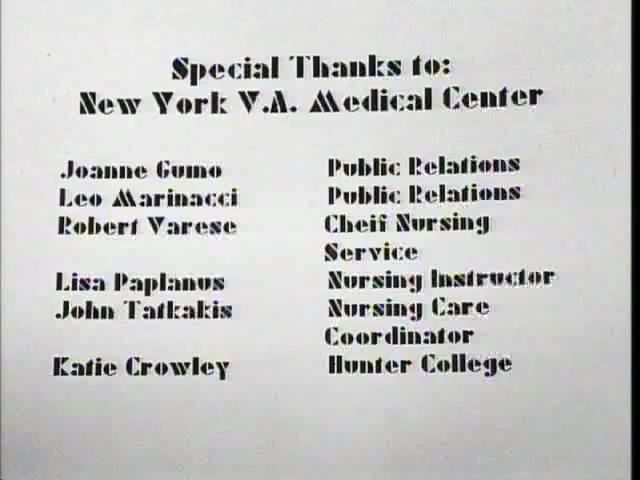 Special Thanks to:
New York V.A. Medical Center
Joanne Gumo Public Relations
Leo Marinacci Public Relations
Robert Varese Cheif Nursing
Service
Lisa Paplanus Nursing Instructor
John Tatkakis Nursing Care
Coordinator
Katie Crowley Hunter College